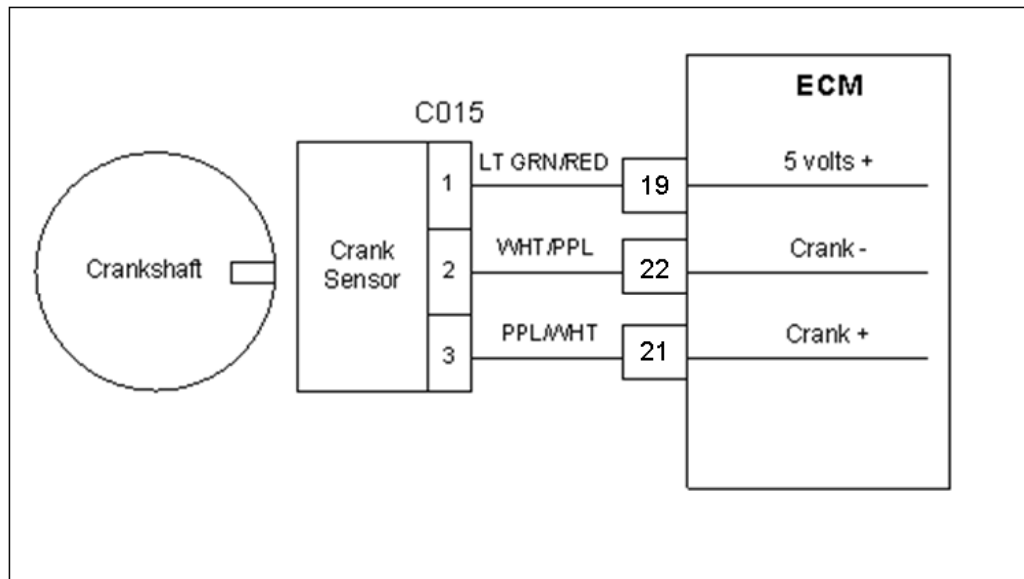 ECM
C015
LT GRN/RED
5 volts +
1
19
Crankshaft
Crank
Sensor
WHT/PPL
Crank -
2
22
PPL/WHT
Crank +
3
21